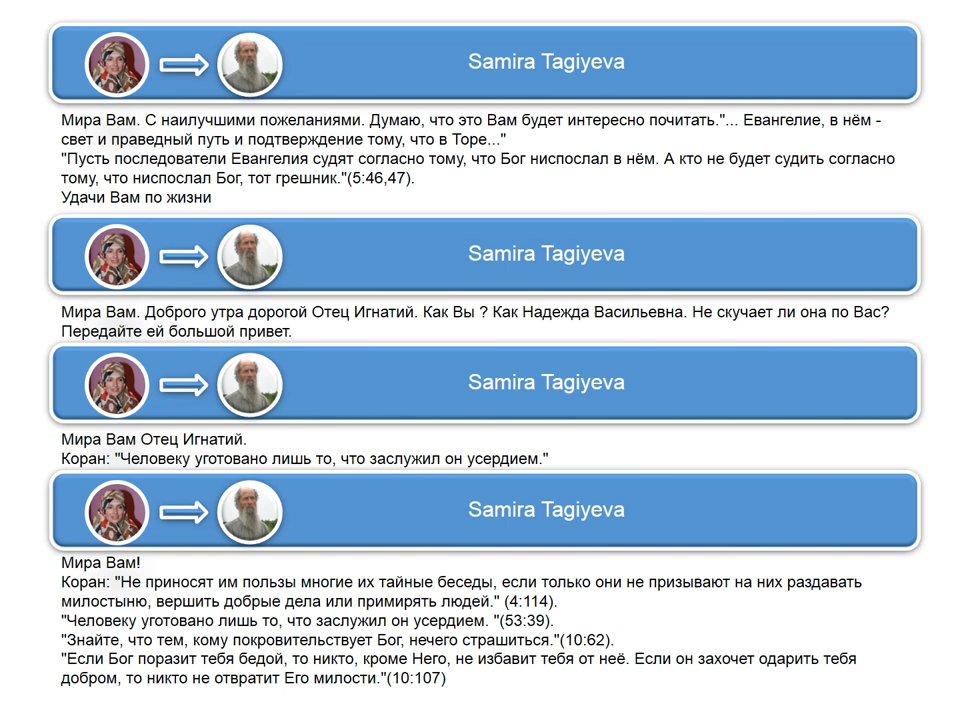 Samira Tagiyeva
Мира Вам. С наилучшими пожеланиями. Думаю, что это Вам будет интересно почитать."... Евангелие, в нём -
свет и праведный путь и подтверждение тому, что в Торе..."
"Пусть последователи Евангелия судят согласно тому, что Бог ниспослал в нём. А кто не будет судить согласно
тому, что ниспослал Бог, тот грешник."(5:46,47).
Удачи Вам по жизни
Samira Tagiyeva
Мира Вам. Доброго утра дорогой Отец Игнатий. Как Вы ? Как Надежда Васильевна. Не скучает ли она по Вас?
Передайте ей большой привет.
Samira Tagiyeva
Мира Вам Отец Игнатий.
Коран: "Человеку уготовано лишь то, что заслужил он усердием."
Samira Tagiyeva
Мира Вам!
Коран: "Не приносят им пользы многие их тайные беседы, если только они не призывают на них раздавать
милостыню, вершить добрые дела или примирять людей." (4:114).
"Человеку уготовано лишь то, что заслужил он усердием. "(53:39).
"Знайте, что тем, кому покровительствует Бог, нечего страшиться."(10:62).
"Если Бог поразит тебя бедой, то никто, кроме Него, не избавит тебя от неё. Если он захочет одарить тебя
добром, то никто не отвратит Его милости."(10:107)